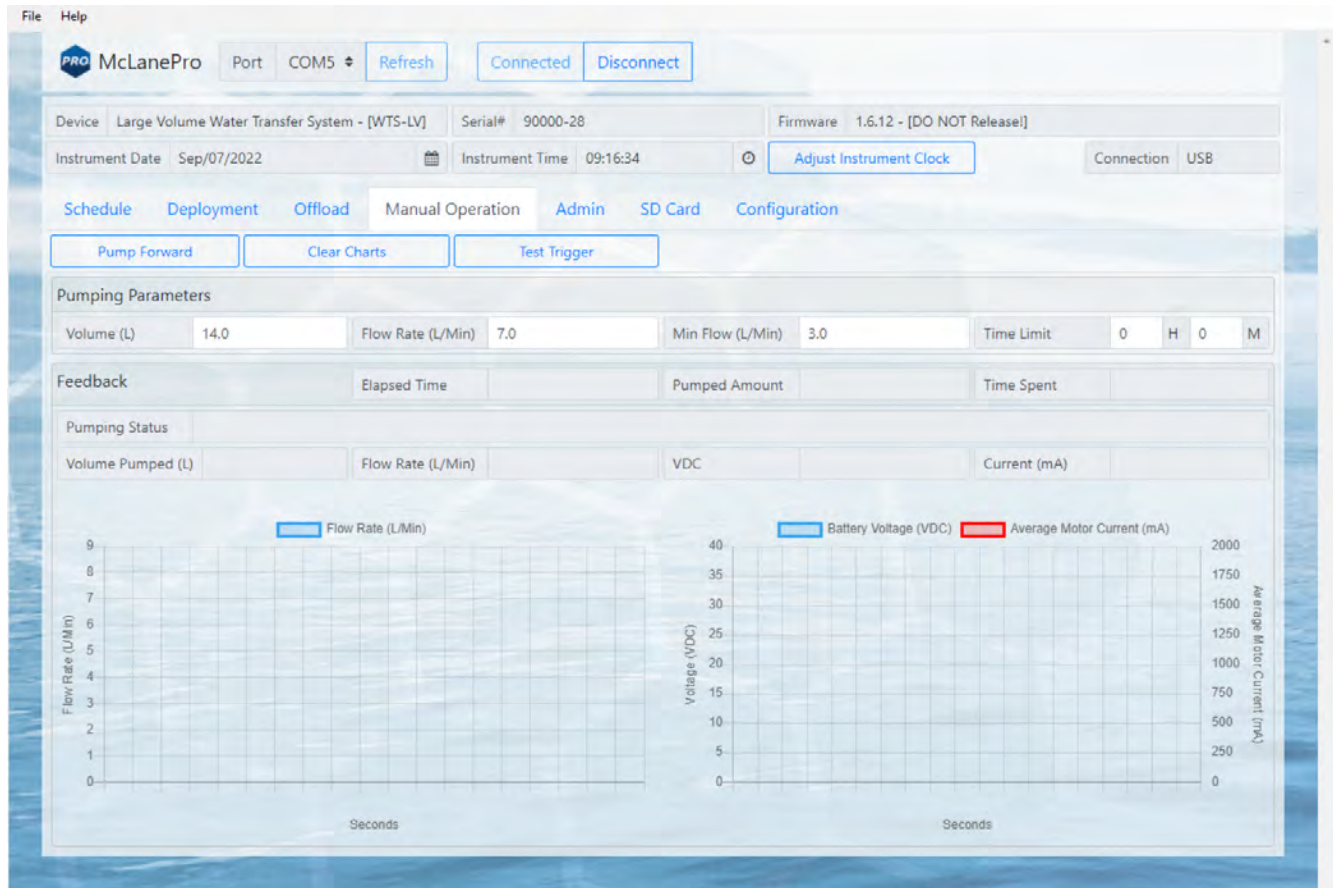 File Help
PRO McLanePro Port COM5 Refresh Connected Disconnect
Device Large Volume Water Transfer System - [WTS-LV] Serial# 90000-28 Firmware 1.6.12 - [DO NOT Release!]
Instrument Date Sep/07/2022 Instrument Time 09:16:34 Adjust Instrument Clock Connection USB
Schedule Deployment Offload Manual Operation Admin SD Card Configuration
Pump Forward Clear Charts Test Trigger
Pumping Parameters
Volume (L) 14.0 Flow Rate (L/Min) 7.0 Min Flow (L/Min) 3.0 Time Limit 0 H 0 M
Feedback Elapsed Time Pumped Amount Time Spent
Pumping Status
Volume Pumped (L) Flow Rate (L/Min) VDC Current (mA)
Flow Rate (L/Min)
9
8
7
6
5
4
3
2
1
0
Flow Rate (L/Min)
Seconds
Battery Voltage (VDC) Average Motor Current (mA)
40 2000
35 1750
30 1500
25 1250
20 1000
15 750
10 500
5 250
0 0
Voltage (VDC)
Average Motor Current (mA)
Seconds